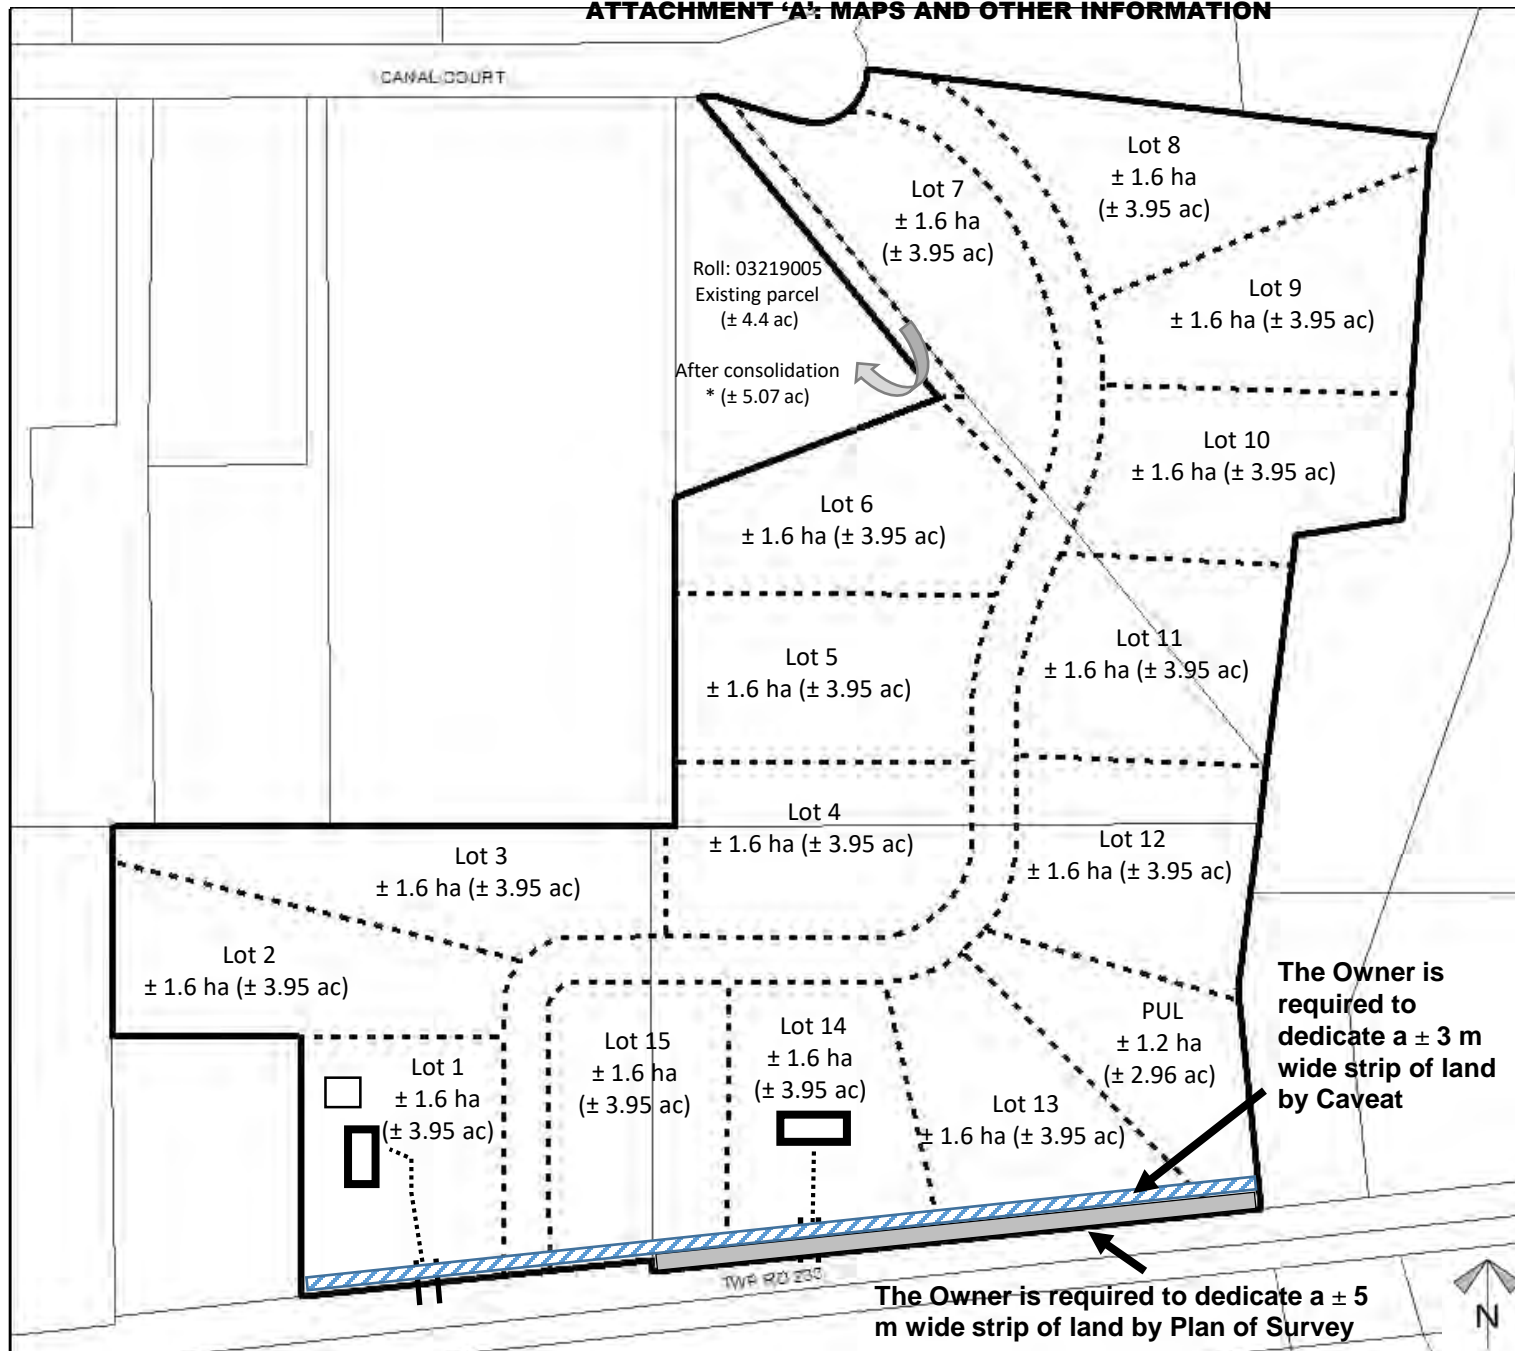 ATTACHMENT ‘A’: MAPS AND OTHER INFORMATION
CANAL COURT
Lot 8
± 1.6 ha
(± 3.95 ac)
Lot 7
± 1.6 ha
(± 3.95 ac)
Roll: 03219005
Existing parcel
(± 4.4 ac)
After consolidation
* (± 5.07 ac)
Lot 9
± 1.6 ha (± 3.95 ac)
Lot 10
± 1.6 ha (± 3.95 ac)
Lot 6
± 1.6 ha (± 3.95 ac)
Lot 11
± 1.6 ha (± 3.95 ac)
Lot 5
± 1.6 ha (± 3.95 ac)
Lot 4
± 1.6 ha (± 3.95 ac)
Lot 12
± 1.6 ha (± 3.95 ac)
Lot 3
± 1.6 ha (± 3.95 ac)
Lot 2
± 1.6 ha (± 3.95 ac)
Lot 1
± 1.6 ha
(± 3.95 ac)
Lot 15
± 1.6 ha
(± 3.95 ac)
Lot 14
± 1.6 ha
(± 3.95 ac)
Lot 13
± 1.6 ha (± 3.95 ac)
PUL
± 1.2 ha
(± 2.96 ac)
The Owner is
required to
dedicate a ± 3 m
wide strip of land
by Caveat
TWP RD
The Owner is required to dedicate a ± 5
m wide strip of land by Plan of Survey
N